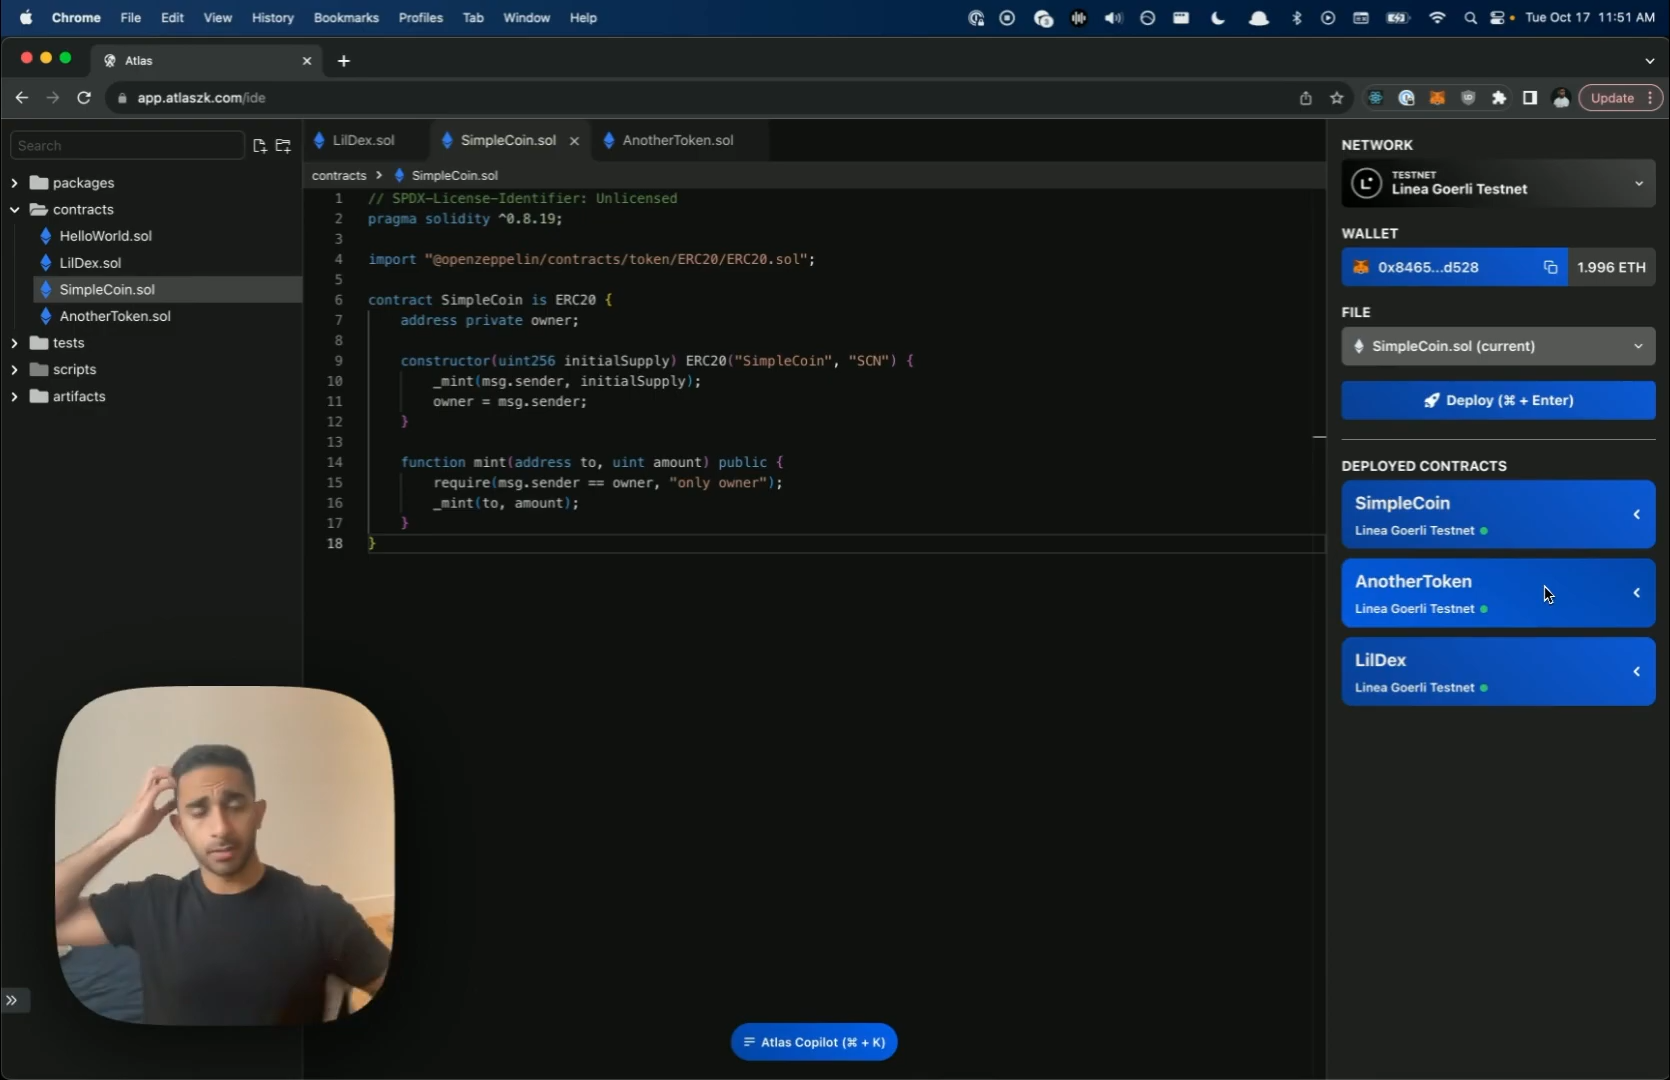 Chrome File Edit View History Bookmarks Profiles Tab Window Help Tue Oct 17 11:51 AM
Atlas
app.atlaszk.com/ide Update
Search
packages
contracts
HelloWorld.sol
LilDex.sol
SimpleCoin.sol
AnotherToken.sol
tests
scripts
artifacts
LilDex.sol SimpleCoin.sol AnotherToken.sol
contracts > SimpleCoin.sol
1 // SPDX-License-Identifier: Unlicensed
2 pragma solidity ^0.8.19;
3
4 import "@openzeppelin/contracts/token/ERC20/ERC20.sol";
5
6 contract SimpleCoin is ERC20 {
7 address private owner;
8
9 constructor(uint256 initialSupply) ERC20("SimpleCoin", "SCN") {
10 _mint(msg.sender, initialSupply);
11 owner = msg.sender;
12 }
13
14 function mint(address to, uint amount) public {
15 require(msg.sender == owner, "only owner");
16 _mint(to, amount);
17 }
18 }
Atlas Copilot (⌘ + K)
NETWORK
TESTNET
Linea Goerli Testnet
WALLET
0x8465...d528 1.996 ETH
FILE
SimpleCoin.sol (current)
Deploy (⌘ + Enter)
DEPLOYED CONTRACTS
SimpleCoin
Linea Goerli Testnet
AnotherToken
Linea Goerli Testnet
LilDex
Linea Goerli Testnet